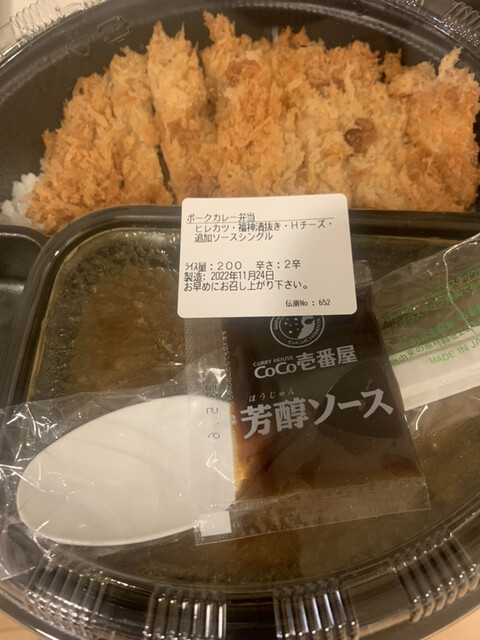 ポークカレー弁当
ヒレカツ・福神漬抜き・Hチーズ・
追加ソースシングル
ﾗｲｽ量：200 辛さ：2辛
製造：2022年11月24日
お早めにお召し上がり下さい。
伝票No：652
CURRY HOUSE
CoCo壱番屋
ほうじゅん
芳醇ソース
MADE IN JA